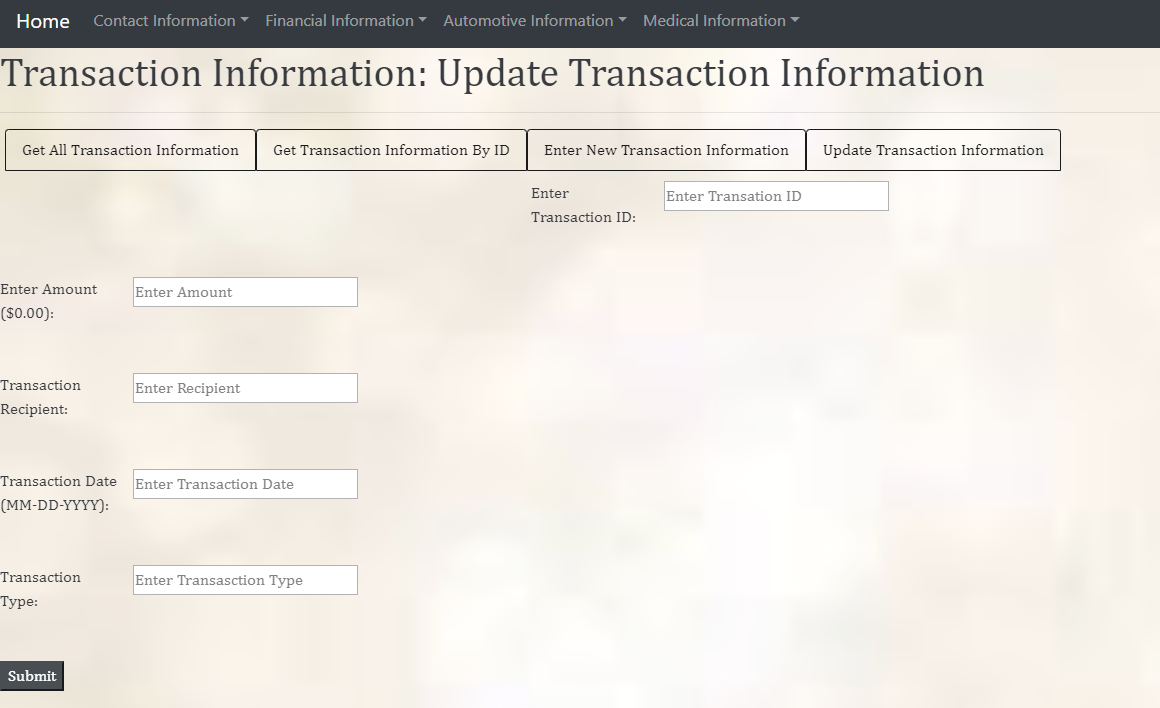 Home Contact Information Financial Information Automotive Information Medical Information
Transaction Information: Update Transaction Information
Get All Transaction Information Get Transaction Information By ID Enter New Transaction Information Update Transaction Information
Enter
Transaction ID:
Enter Transation ID
Enter Amount
($0.00):
Enter Amount
Transaction
Recipient:
Enter Recipient
Transaction Date
(MM-DD-YYYY):
Enter Transaction Date
Transaction
Type:
Enter Transasction Type
Submit